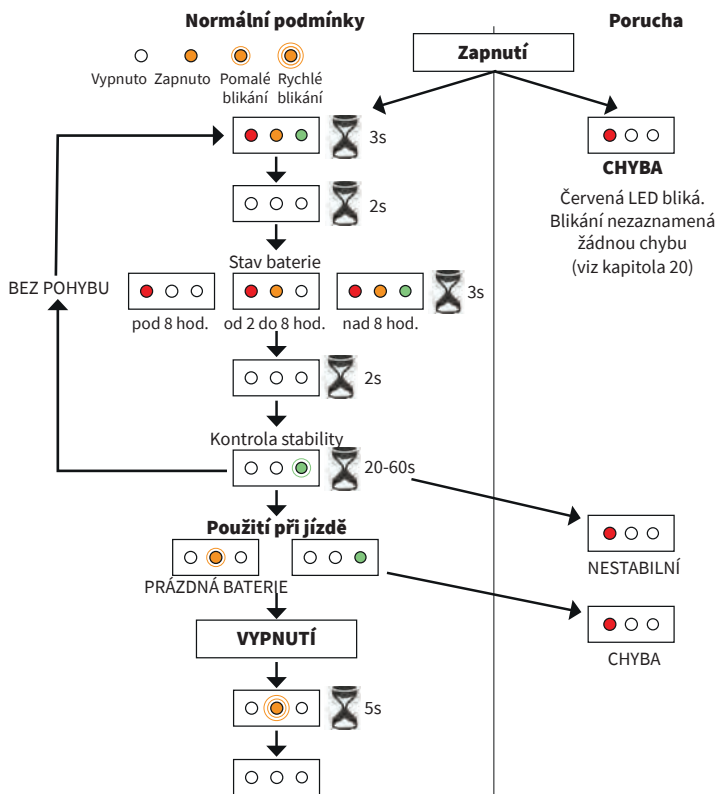 Normální podmínky
Porucha
Zapnutí
Vypnuto Zapnuto Pomalé blikání Rychlé blikání
3s
CHYBA
Červená LED bliká.
Blikání nezaznamená
žádnou chybu
(viz kapitola 20)
2s
Stav baterie
BEZ POHYBU
3s
pod 8 hod. od 2 do 8 hod. nad 8 hod.
2s
Kontrola stability
20-60s
Použití při jízdě
NESTABILNÍ
PRÁZDNÁ BATERIE
VYPNUTÍ
CHYBA
5s